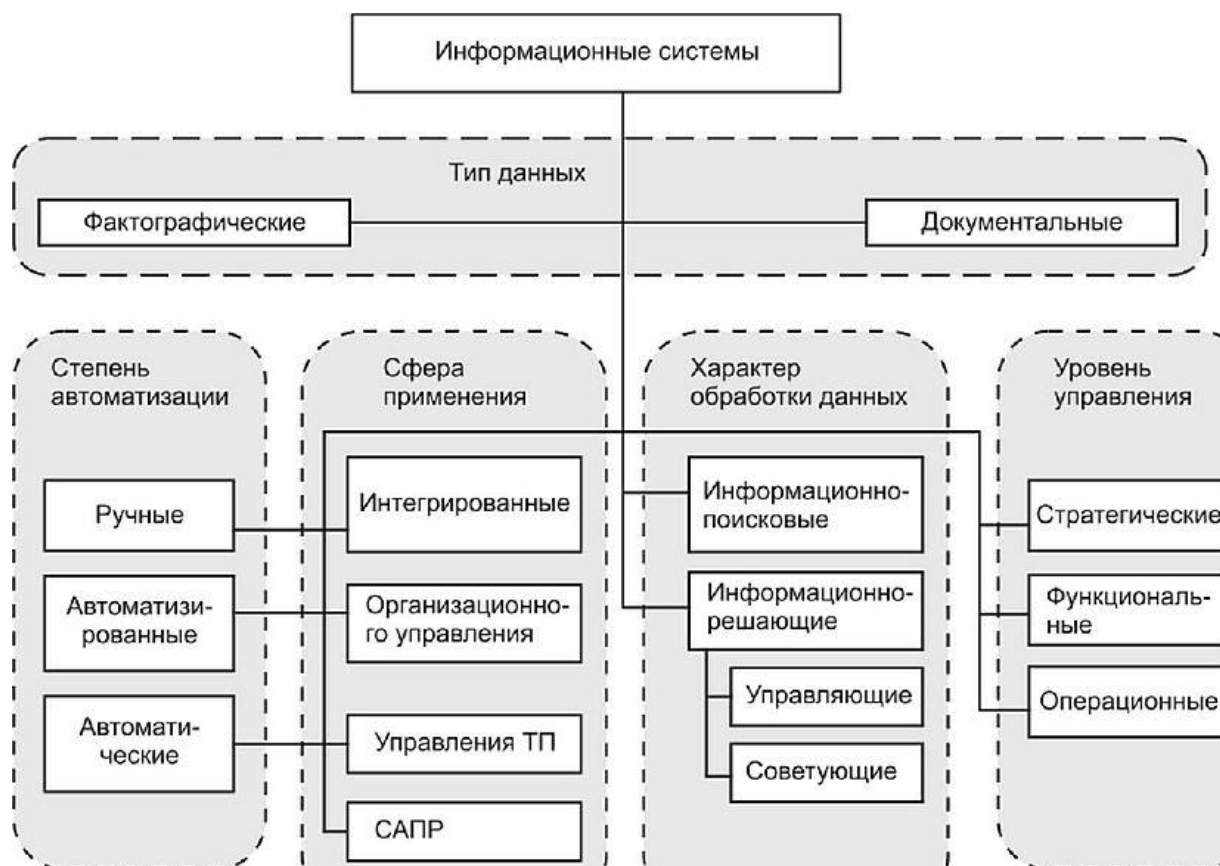 Информационные системы
Тип данных
Фактографические
Документальные
Степень
автоматизации
Ручные
Автоматизи-
рованные
Автомати-
ческие
Сфера
применения
Интегрированные
Организационно-
го управления
Управления ТП
САПР
Характер
обработки данных
Информационно-
поисковые
Информационно-
решающие
Управляющие
Советующие
Уровень
управления
Стратегические
Функциональ-
ные
Операционные